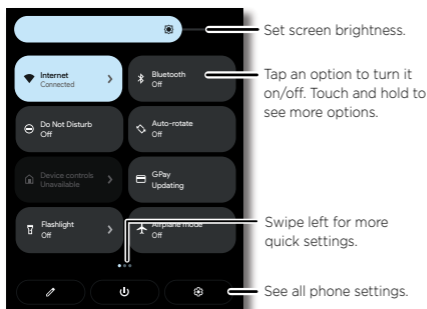 Set screen brightness.
Internet
Connected
Bluetooth
Off
Tap an option to turn it
on/off. Touch and hold to
see more options.
Do Not Disturb
Off
Auto-rotate
Off
Device controls
Unavailable
GPay
Updating
Flashlight
Off
Airplane mode
Off
Swipe left for more
quick settings.
See all phone settings.